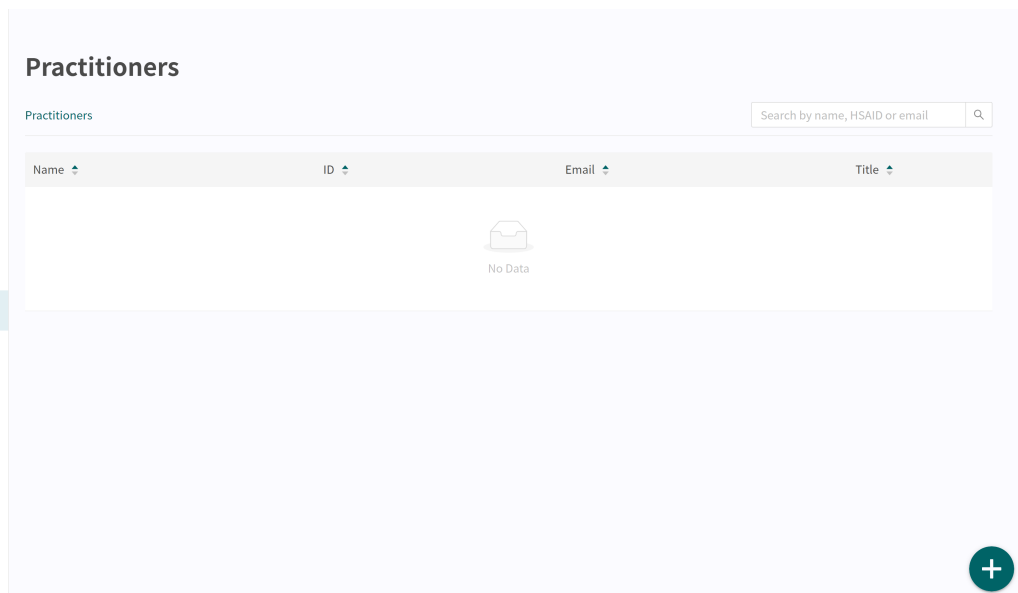 Practitioners
Practitioners
Search by name, HSAID or email
Name ID Email Title
No Data